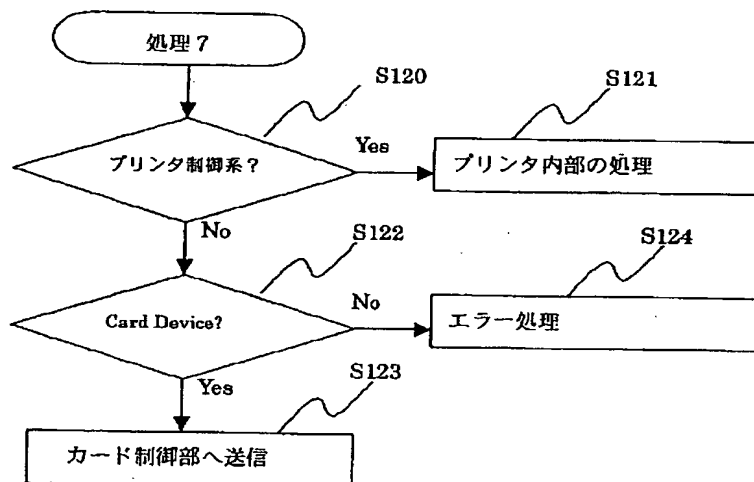 処理７
S120
S121
プリンタ制御系？
Yes
プリンタ内部の処理
No
S122
S124
Card Device?
No
エラー処理
Yes
S123
カード制御部へ送信